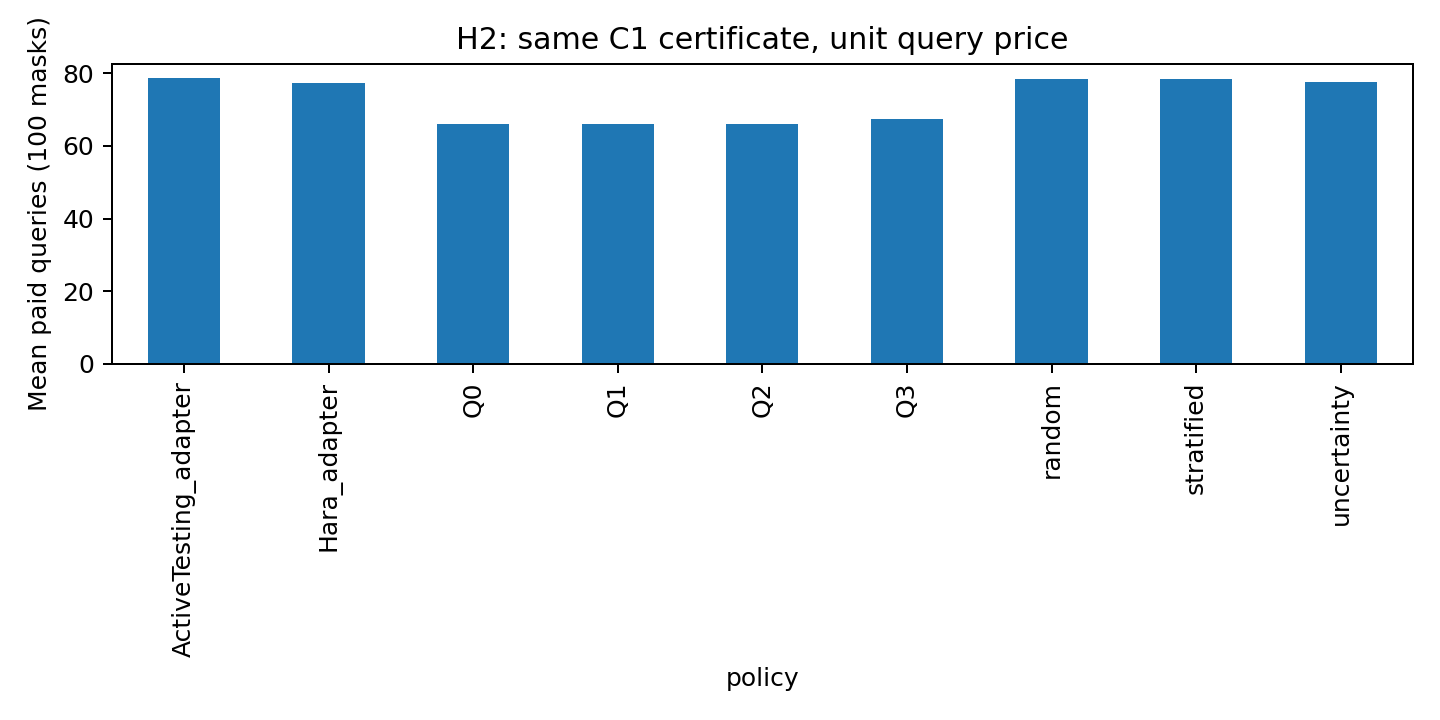 H2: same C1 certificate, unit query price
Mean paid queries (100 masks)
80
60
40
20
0
ActiveTesting_adapter
Hara_adapter
Q0
Q1
Q2
Q3
random
stratified
uncertainty
policy